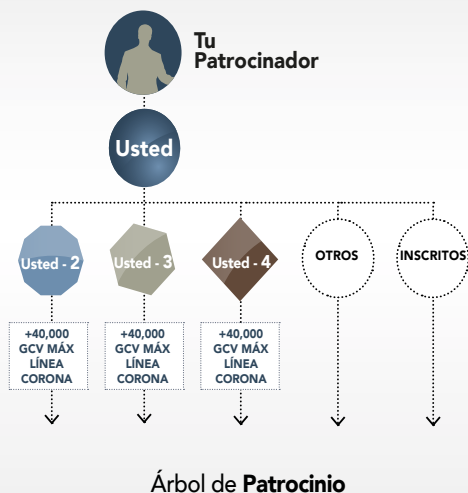 Tu
Patrocinador
Usted
Usted - 2
Usted - 3
Usted - 4
OTROS
INSCRITOS
+40,000
GCV MÁX
LÍNEA
CORONA
+40,000
GCV MÁX
LÍNEA
CORONA
+40,000
GCV MÁX
LÍNEA
CORONA
Árbol de Patrocinio